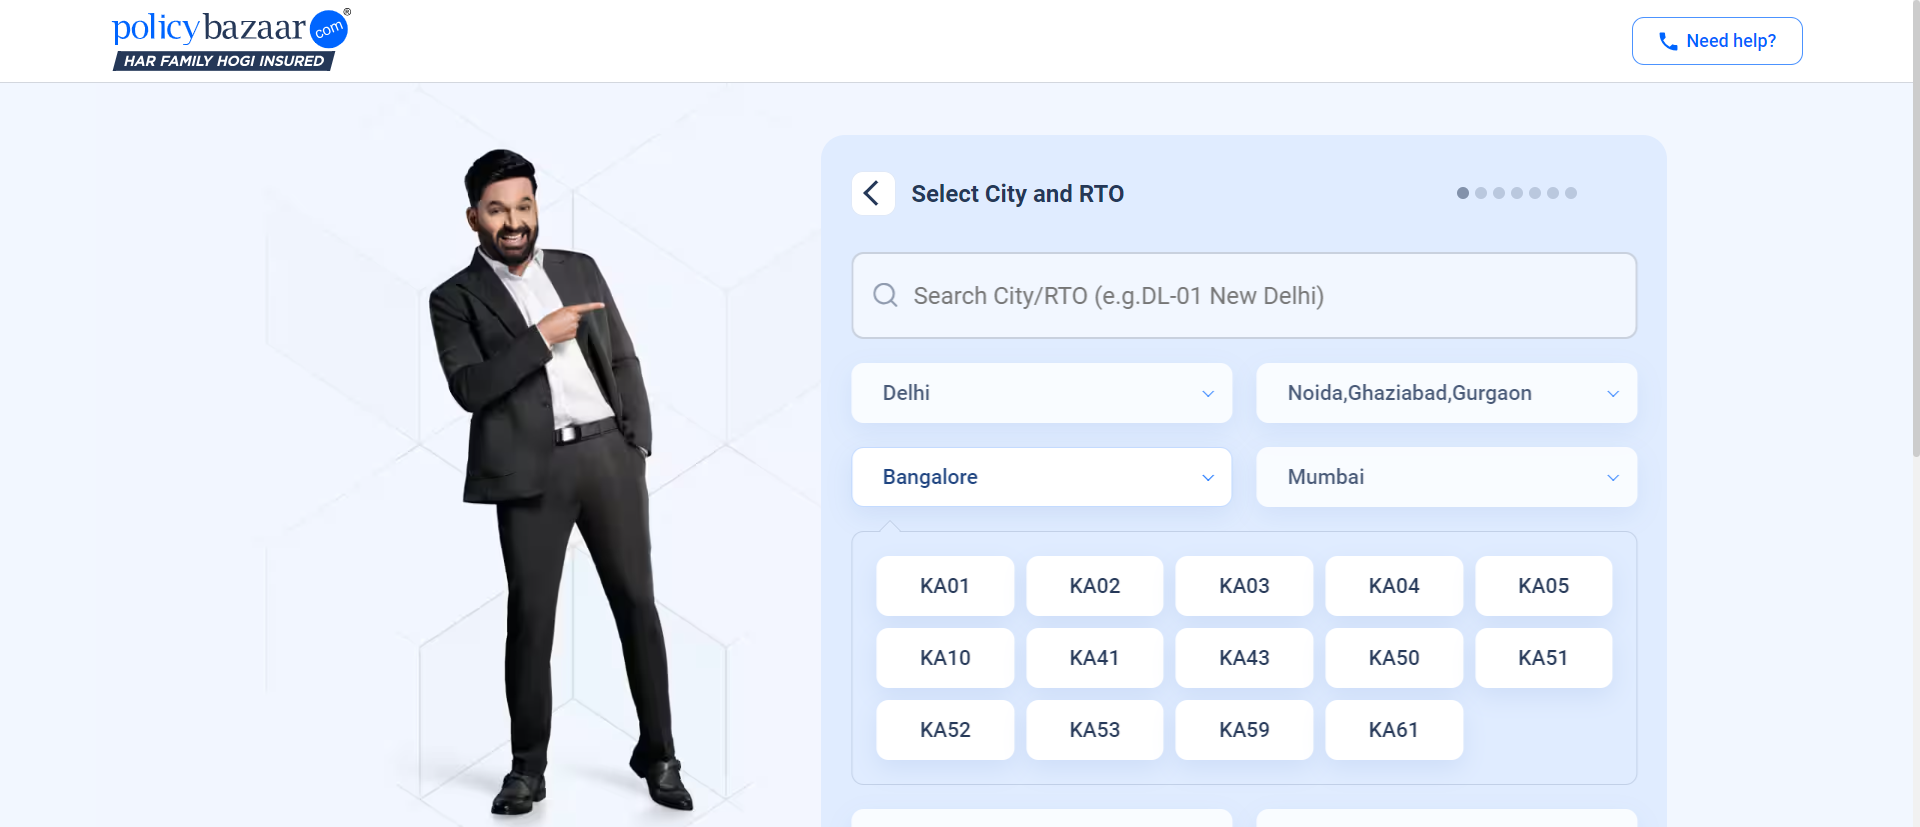 policybazaar.com®
HAR FAMILY HOGI INSURED
Need help?
Select City and RTO
Search City/RTO (e.g.DL-01 New Delhi)
Delhi
Noida,Ghaziabad,Gurgaon
Bangalore
Mumbai
KA01
KA02
KA03
KA04
KA05
KA10
KA41
KA43
KA50
KA51
KA52
KA53
KA59
KA61